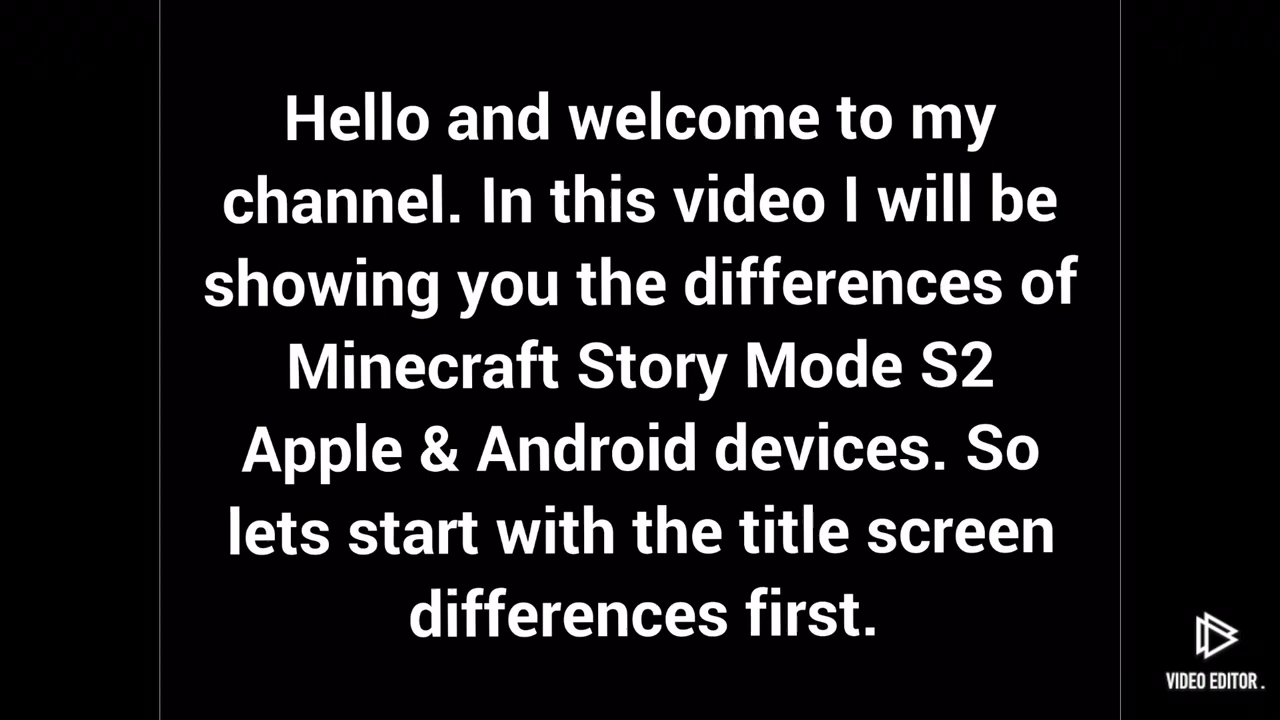 Hello and welcome to my
channel. In this video I will be
showing you the differences of
Minecraft Story Mode S2
Apple & Android devices. So
lets start with the title screen
differences first.
VIDEO EDITOR.